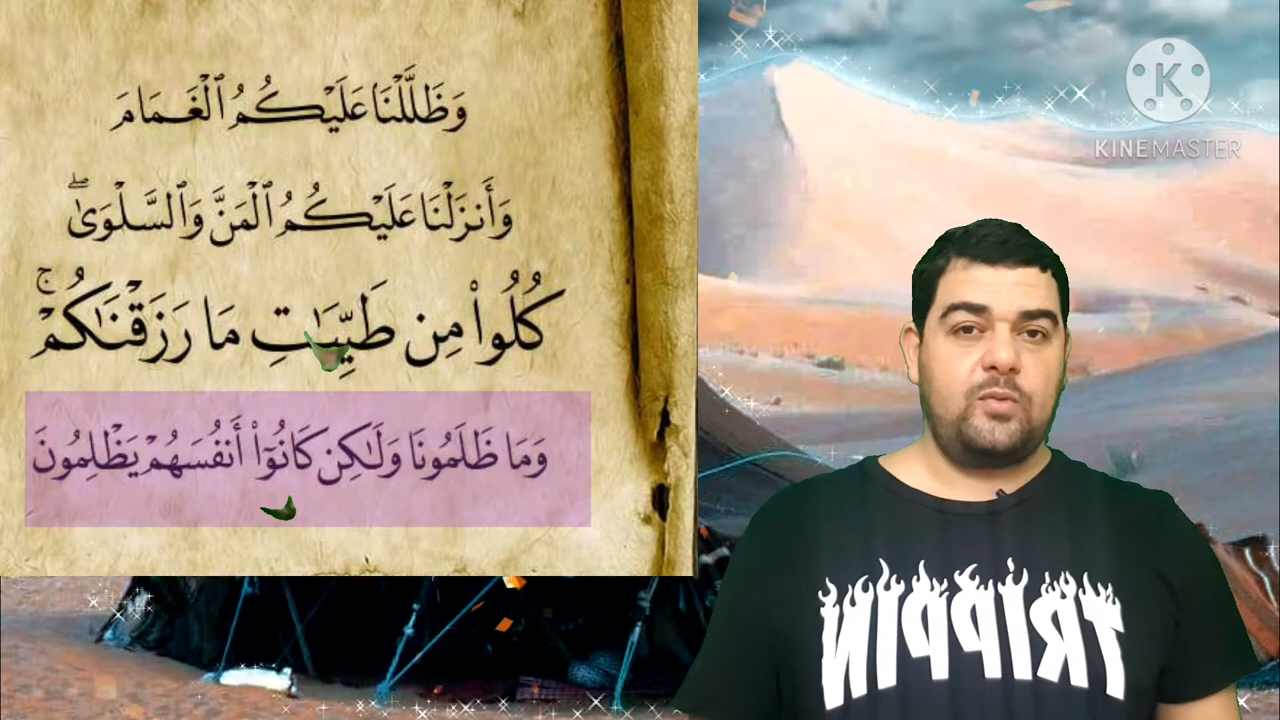 وَظَلَّلْنَا عَلَيْكُمُ ٱلْغَمَامَ
وَأَنزَلْنَا عَلَيْكُمُ ٱلْمَنَّ وَٱلسَّلْوَىٰۖ
كُلُوا۟ مِن طَيِّبَـٰتِ مَا رَزَقْنَـٰكُمْۚ
وَمَا ظَلَمُونَا وَلَـٰكِن كَانُوٓا۟ أَنفُسَهُمْ يَظْلِمُونَ
K
KINEMASTER
TRIPPIN